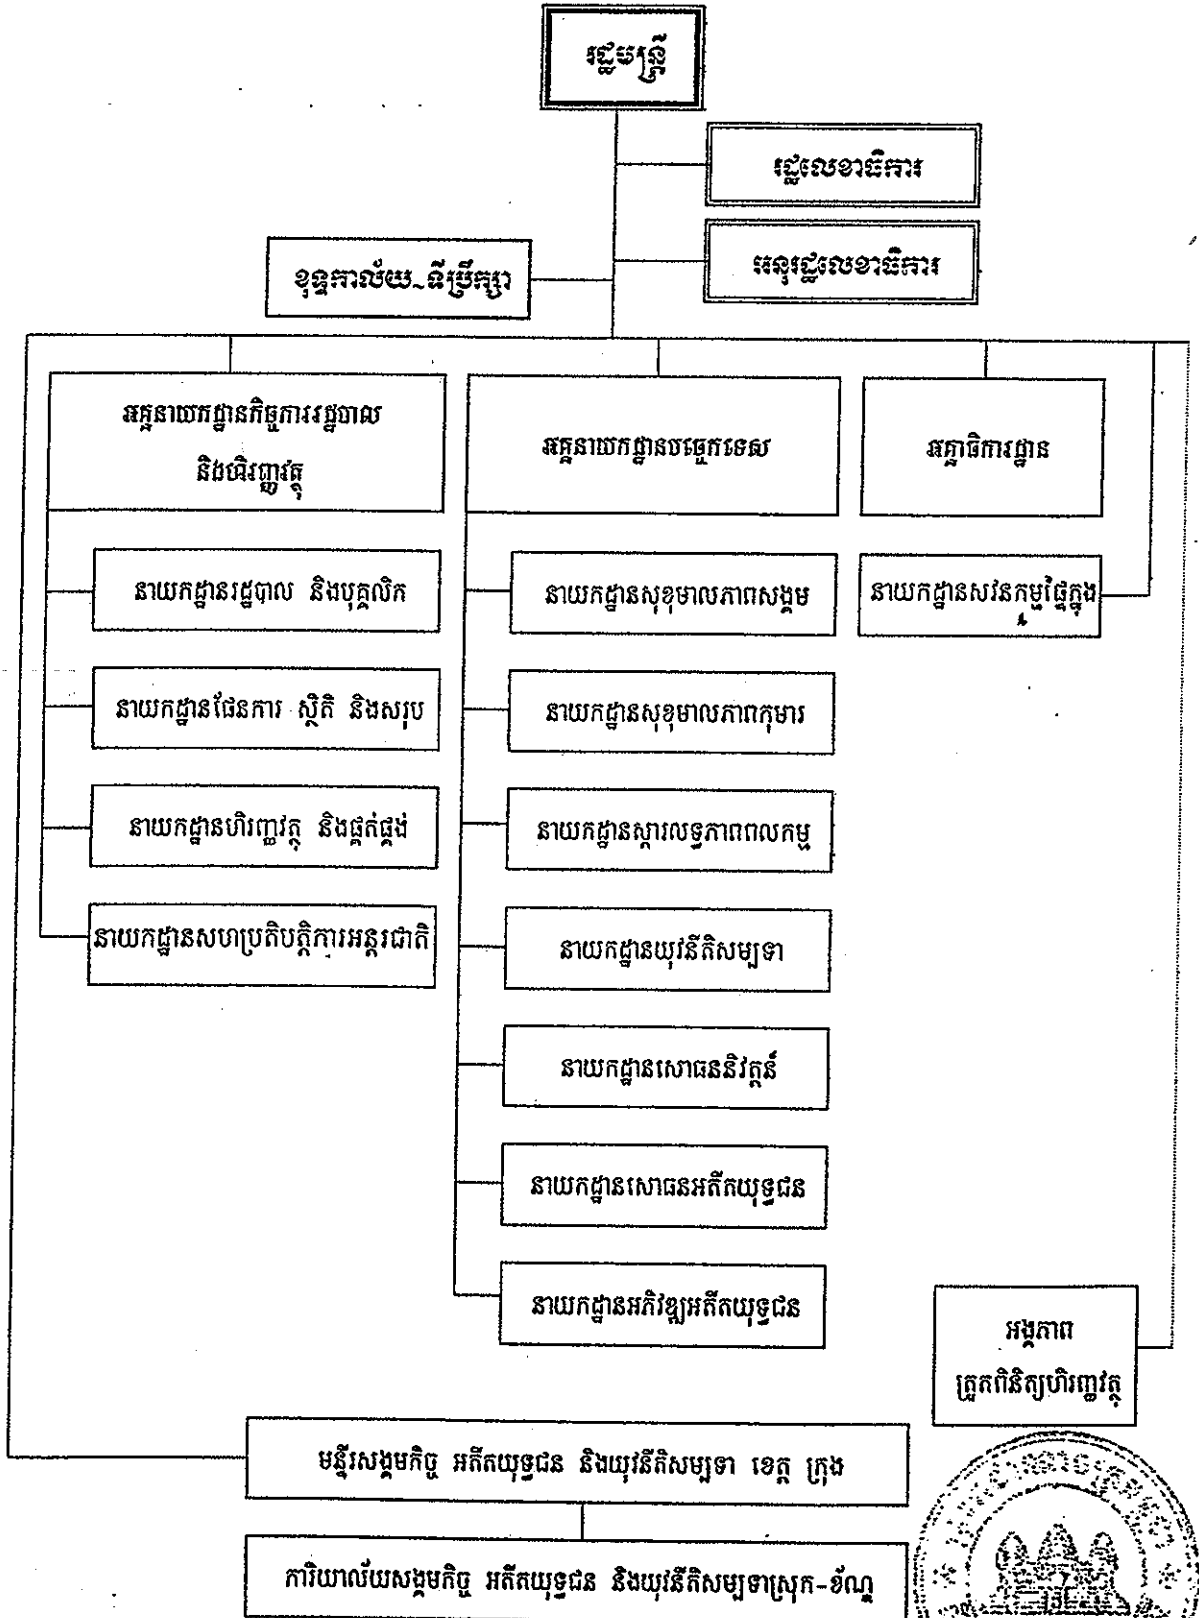 រដ្ឋមន្ត្រី
រដ្ឋលេខាធិការ
អនុរដ្ឋលេខាធិការ
ខុទ្ទកាល័យ-ទីប្រឹក្សា
អគ្គនាយកដ្ឋានកិច្ចការរដ្ឋបាល
និងហិរញ្ញវត្ថុ
អគ្គនាយកដ្ឋានបច្ចេកទេស
អគ្គាធិការដ្ឋាន
នាយកដ្ឋានរដ្ឋបាល និងបុគ្គលិក
នាយកដ្ឋានផែនការ ស្ថិតិ និងសរុប
នាយកដ្ឋានហិរញ្ញវត្ថុ និងផ្គត់ផ្គង់
នាយកដ្ឋានសហប្រតិបត្តិការអន្តរជាតិ
នាយកដ្ឋានសុខុមាលភាពសង្គម
នាយកដ្ឋានសុខុមាលភាពកុមារ
នាយកដ្ឋានស្តារលទ្ធភាពពលកម្ម
នាយកដ្ឋានយុវនីតិសម្បទា
នាយកដ្ឋានសោធននិវត្តន៍
នាយកដ្ឋានសោធនអតីតយុទ្ធជន
នាយកដ្ឋានអភិវឌ្ឍអតីតយុទ្ធជន
នាយកដ្ឋានសវនកម្មផ្ទៃក្នុង
អង្គភាព
ត្រួតពិនិត្យហិរញ្ញវត្ថុ
មន្ទីរសង្គមកិច្ច អតីតយុទ្ធជន និងយុវនីតិសម្បទា ខេត្ត ក្រុង
ការិយាល័យសង្គមកិច្ច អតីតយុទ្ធជន និងយុវនីតិសម្បទាស្រុក-ខ័ណ្ឌ